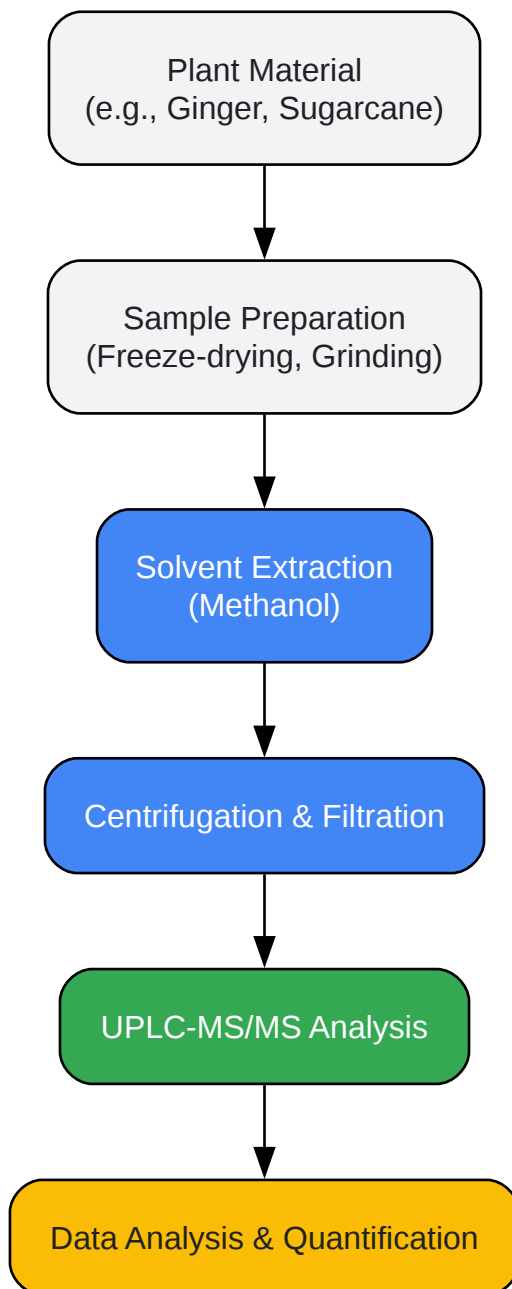 Plant Material
(e.g., Ginger, Sugarcane)
Sample Preparation
(Freeze-drying, Grinding)
Solvent Extraction
(Methanol)
Centrifugation & Filtration
UPLC-MS/MS Analysis
Data Analysis & Quantification